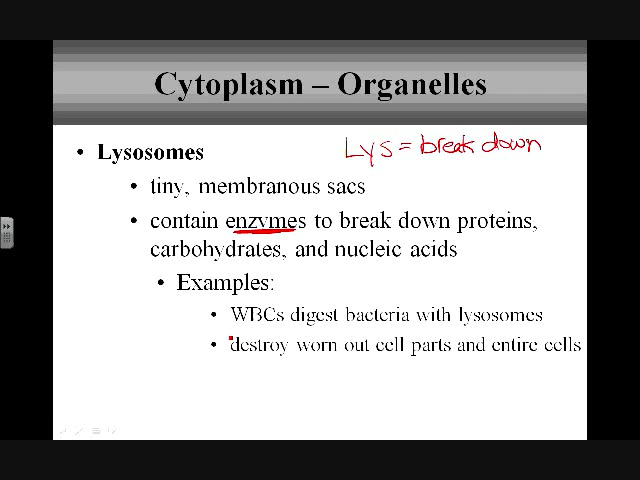 Cytoplasm – Organelles
Lys = break down
• Lysosomes
• tiny, membranous sacs
• contain enzymes to break down proteins,
carbohydrates, and nucleic acids
• Examples:
• WBCs digest bacteria with lysosomes
• destroy worn out cell parts and entire cells